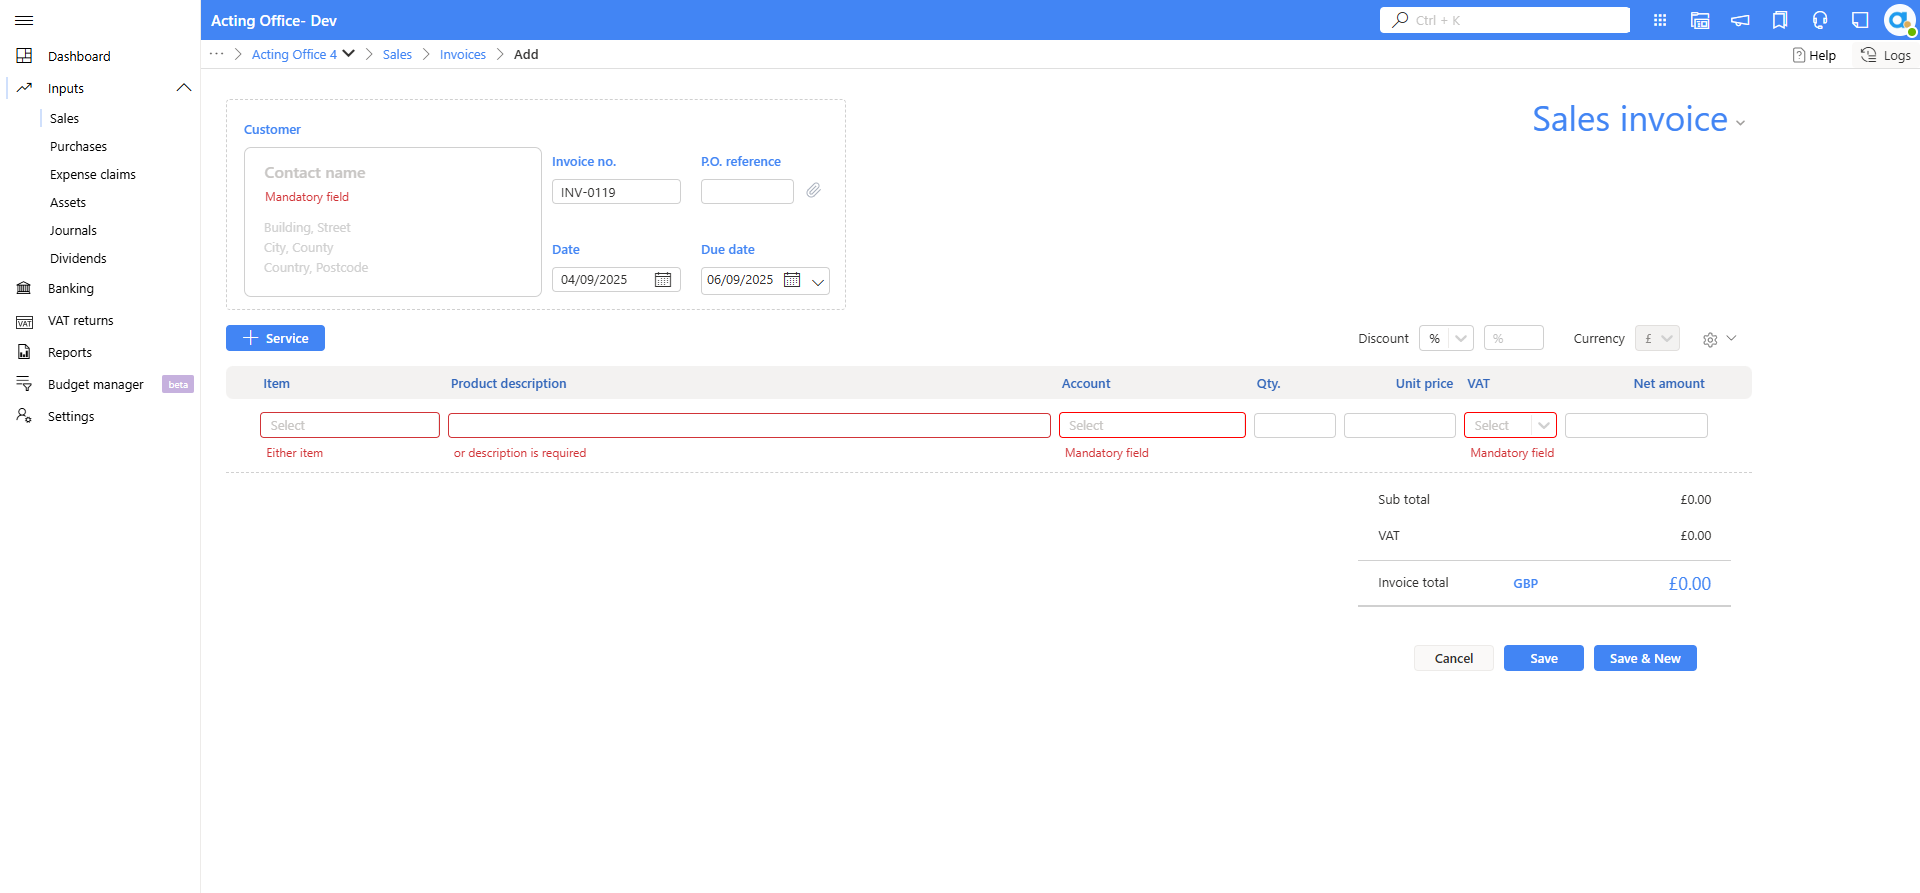 Acting Office- Dev
Ctrl + K
Dashboard
Inputs
Sales
Purchases
Expense claims
Assets
Journals
Dividends
Banking
VAT returns
Reports
Budget manager beta
Settings
Acting Office 4 Sales Invoices Add
Help Logs
Customer
Contact name
Mandatory field
Building, Street
City, County
Country, Postcode
Invoice no. P.O. reference
INV-0119
Date Due date
04/09/2025 06/09/2025
Sales invoice
Service
Discount % % Currency £
Item Product description Account Qty. Unit price VAT Net amount
Select Select Select
Either item or description is required Mandatory field Mandatory field
Sub total £0.00
VAT £0.00
Invoice total GBP £0.00
Cancel Save Save & New